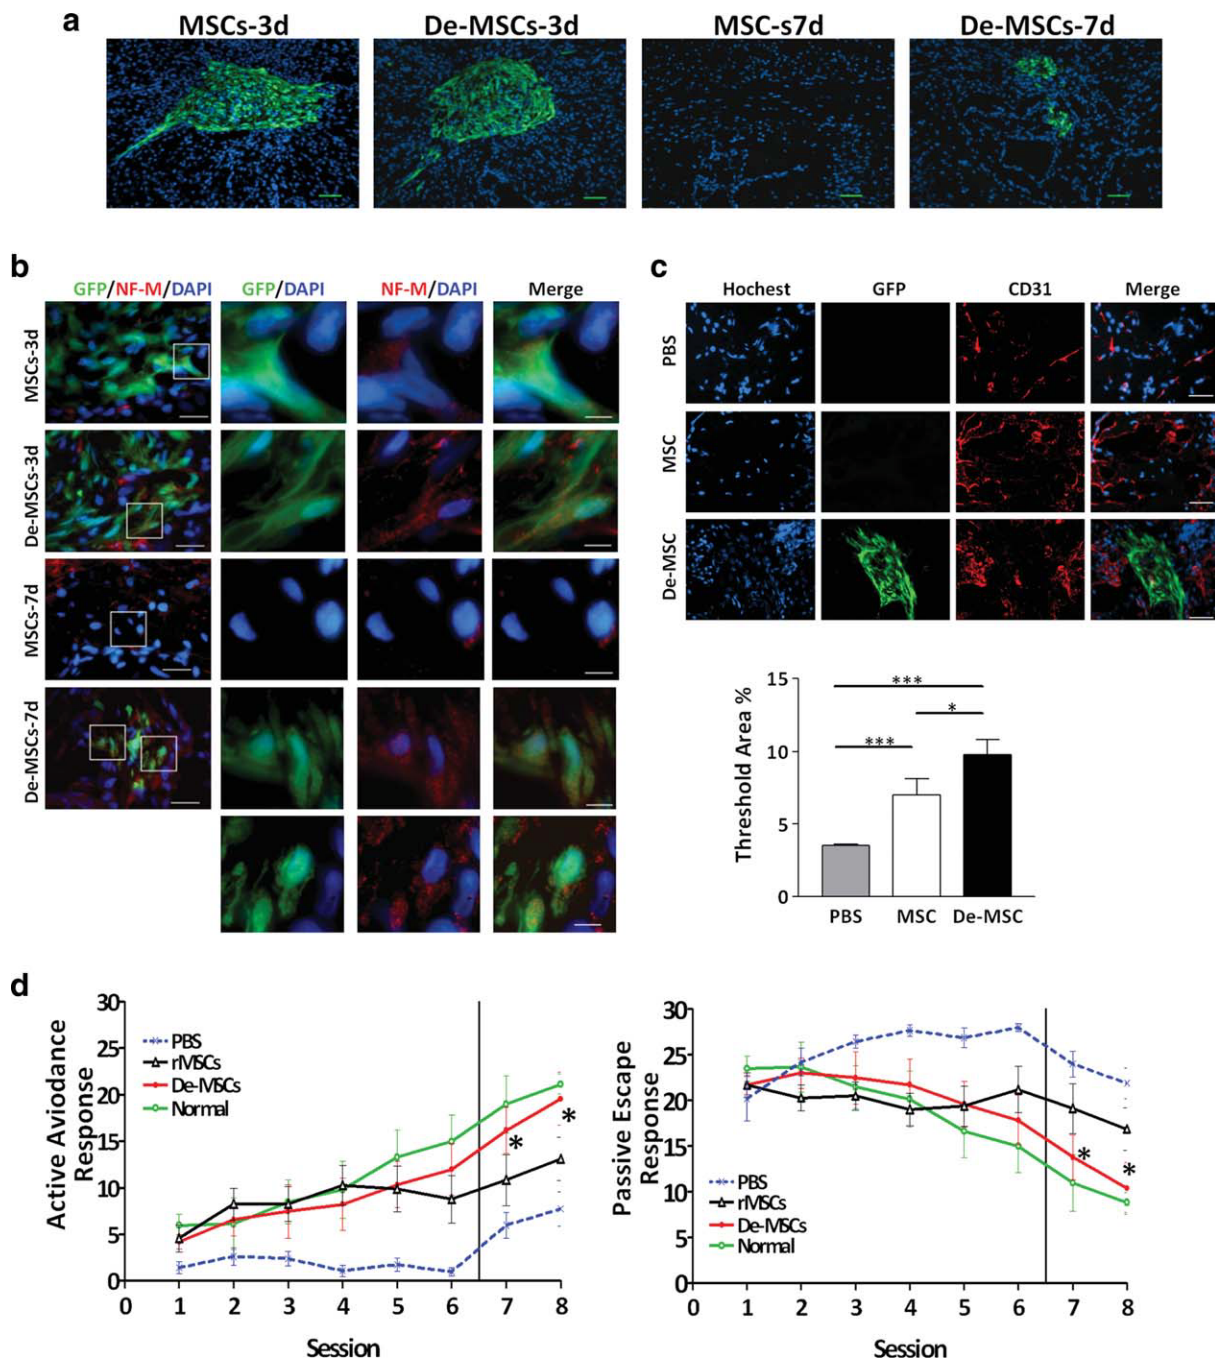 a
MSCs-3d De-MSCs-3d MSC-s7d De-MSCs-7d
b
GFP/NF-M/DAPI GFP/DAPI NF-M/DAPI Merge
MSCs-3d
De-MSCs-3d
MSCs-7d
De-MSCs-7d
c
Hochest GFP CD31 Merge
PBS
MSC
De-MSC
Threshold Area %
15
10
5
0
***
*
***
PBS MSC De-MSC
d
Active Aviodance
Response
30
25
20
15
10
5
0
PBS
rMSCs
De-MSCs
Normal
*
*
0 1 2 3 4 5 6 7 8
Session
Passive Escape
Response
30
25
20
15
10
5
0
PBS
rMSCs
De-MSCs
Normal
*
*
0 1 2 3 4 5 6 7 8
Session